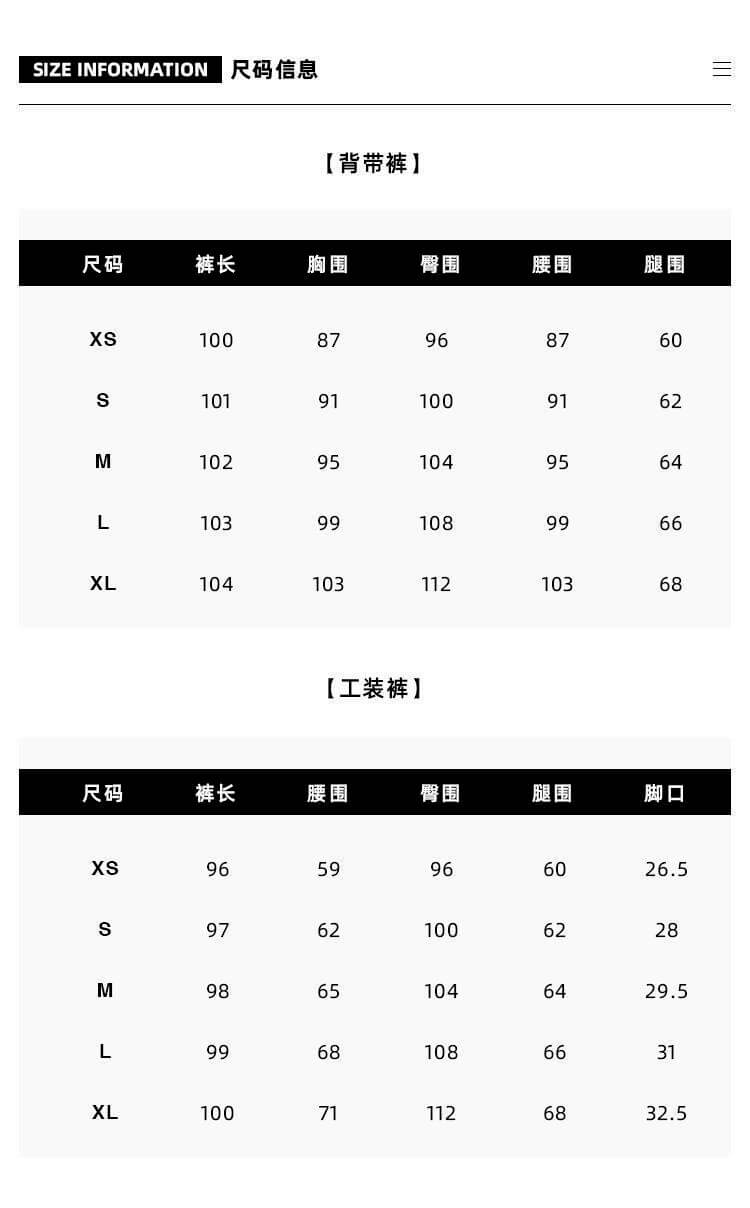 SIZE INFORMATION 尺码信息
【背带裤】
尺码 裤长 胸围 臀围 腰围 腿围
XS 100 87 96 87 60
S 101 91 100 91 62
M 102 95 104 95 64
L 103 99 108 99 66
XL 104 103 112 103 68
【工装裤】
尺码 裤长 腰围 臀围 腿围 脚口
XS 96 59 96 60 26.5
S 97 62 100 62 28
M 98 65 104 64 29.5
L 99 68 108 66 31
XL 100 71 112 68 32.5